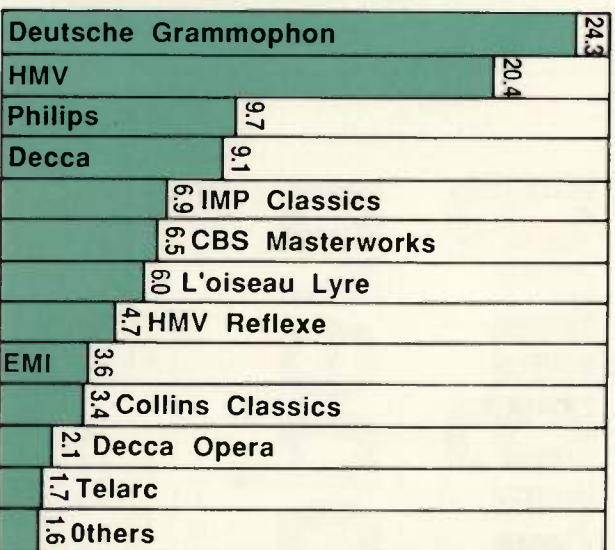 Deutsche Grammophon 24.3
HMV 20.4
Philips 9.7
Decca 9.1
6.9 IMP Classics
6.5 CBS Masterworks
6.0 L'oiseau Lyre
4.7 HMV Reflexe
EMI 3.6
3.4 Collins Classics
2.1 Decca Opera
1.7 Telarc
1.6 0thers